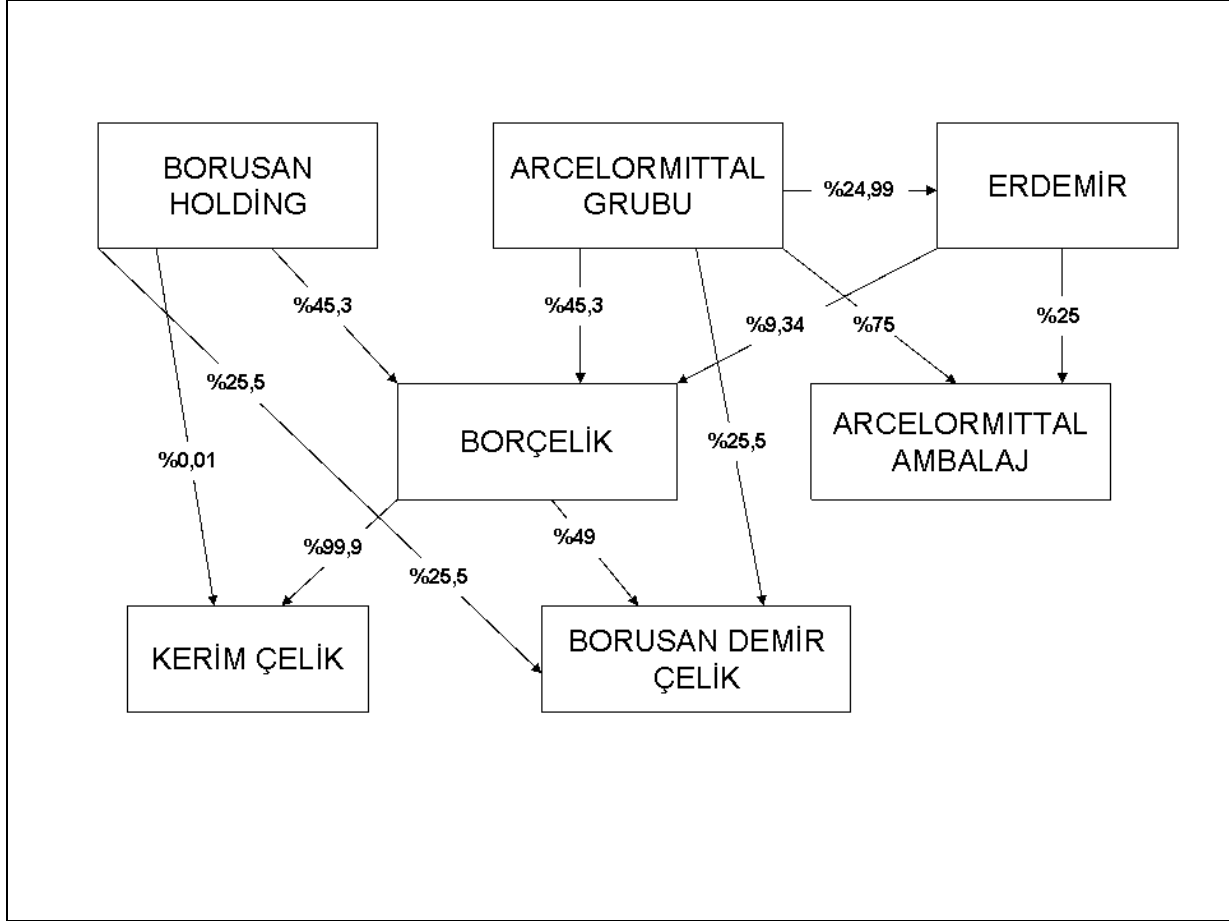 BORUSAN
HOLDİNG
ARCELORMITTAL
GRUBU
%24,99
ERDEMİR
%45,3
%45,3
%9,34
%75
%25
%25,5
BORÇELİK
%25,5
ARCELORMITTAL
AMBALAJ
%0,01
%99,9
%49
%25,5
KERİM ÇELİK
BORUSAN DEMİR
ÇELİK